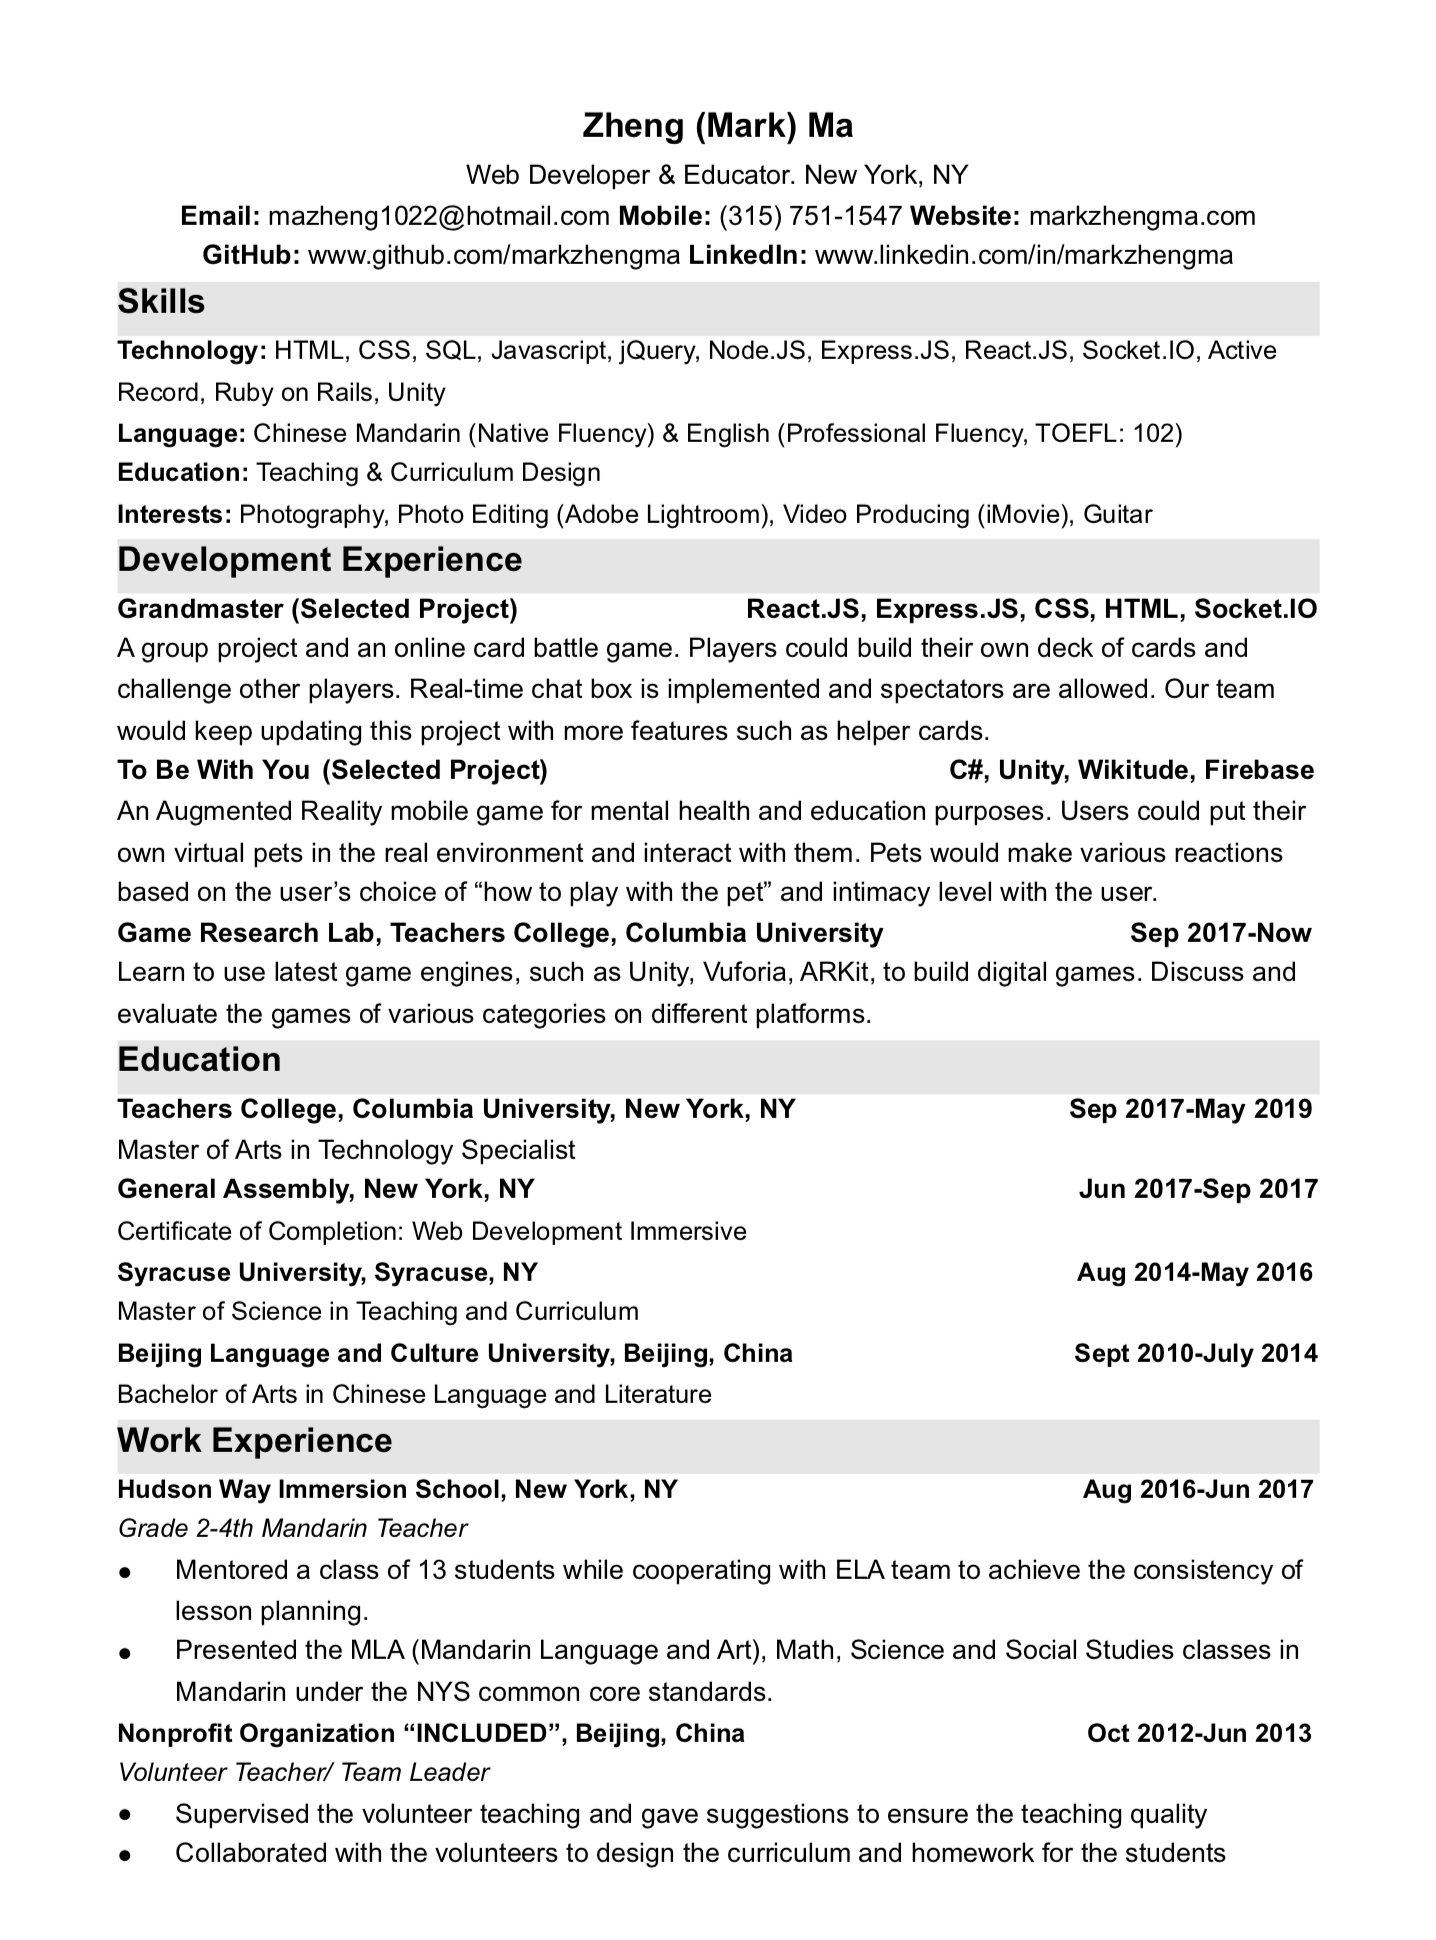 Zheng (Mark) Ma
Web Developer & Educator. New York, NY
Email: mazheng1022@hotmail.com Mobile: (315) 751-1547 Website: markzhengma.com
GitHub: www.github.com/markzhengma LinkedIn: www.linkedin.com/in/markzhengma
Skills
Technology: HTML, CSS, SQL, Javascript, jQuery, Node.JS, Express.JS, React.JS, Socket.IO, Active
Record, Ruby on Rails, Unity
Language: Chinese Mandarin (Native Fluency) & English (Professional Fluency, TOEFL: 102)
Education: Teaching & Curriculum Design
Interests: Photography, Photo Editing (Adobe Lightroom), Video Producing (iMovie), Guitar
Development Experience
Grandmaster (Selected Project) React.JS, Express.JS, CSS, HTML, Socket.IO
A group project and an online card battle game. Players could build their own deck of cards and
challenge other players. Real-time chat box is implemented and spectators are allowed. Our team
would keep updating this project with more features such as helper cards.
To Be With You (Selected Project) C#, Unity, Wikitude, Firebase
An Augmented Reality mobile game for mental health and education purposes. Users could put their
own virtual pets in the real environment and interact with them. Pets would make various reactions
based on the user’s choice of “how to play with the pet” and intimacy level with the user.
Game Research Lab, Teachers College, Columbia University Sep 2017-Now
Learn to use latest game engines, such as Unity, Vuforia, ARKit, to build digital games. Discuss and
evaluate the games of various categories on different platforms.
Education
Teachers College, Columbia University, New York, NY Sep 2017-May 2019
Master of Arts in Technology Specialist
General Assembly, New York, NY Jun 2017-Sep 2017
Certificate of Completion: Web Development Immersive
Syracuse University, Syracuse, NY Aug 2014-May 2016
Master of Science in Teaching and Curriculum
Beijing Language and Culture University, Beijing, China Sept 2010-July 2014
Bachelor of Arts in Chinese Language and Literature
Work Experience
Hudson Way Immersion School, New York, NY Aug 2016-Jun 2017
Grade 2-4th Mandarin Teacher
● Mentored a class of 13 students while cooperating with ELA team to achieve the consistency of
lesson planning.
● Presented the MLA (Mandarin Language and Art), Math, Science and Social Studies classes in
Mandarin under the NYS common core standards.
Nonprofit Organization “INCLUDED”, Beijing, China Oct 2012-Jun 2013
Volunteer Teacher/ Team Leader
● Supervised the volunteer teaching and gave suggestions to ensure the teaching quality
● Collaborated with the volunteers to design the curriculum and homework for the students